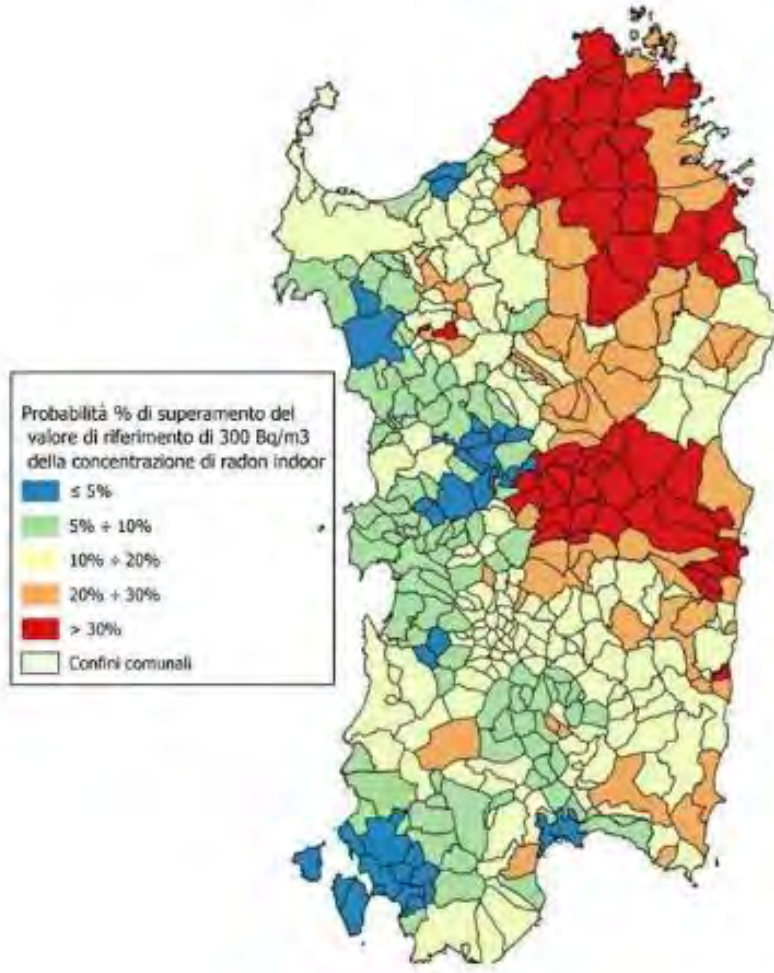 Probabilità % di superamento del
valore di riferimento di 300 Bq/m3
della concentrazione di radon indoor
≤ 5%
5% ÷ 10%
10% ÷ 20%
20% ÷ 30%
> 30%
Confini comunali